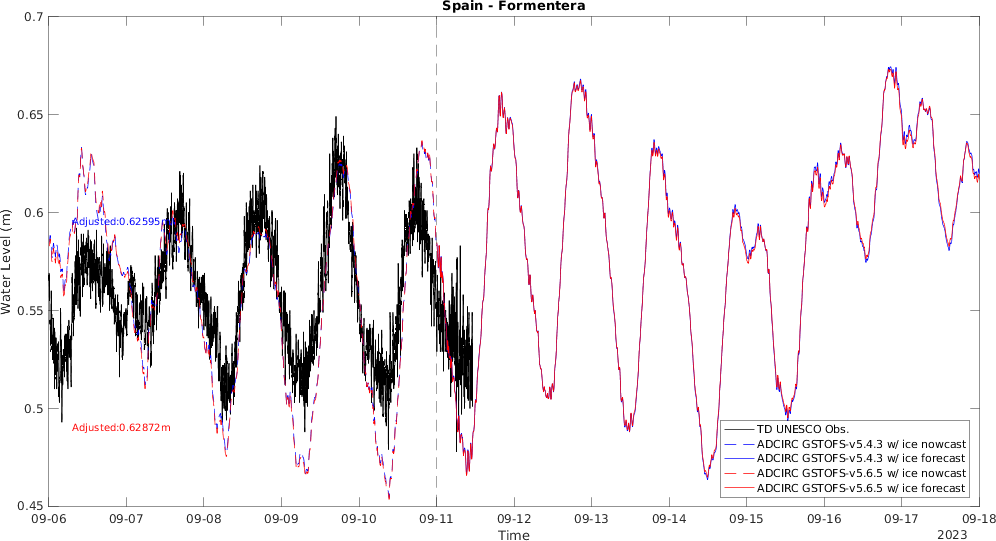 Spain - Formentera
0.7
0.65
0.6
0.55
0.5
0.45
Water Level (m)
Adjusted:0.62595m
Adjusted:0.62872m
TD UNESCO Obs.
ADCIRC GSTOFS-v5.4.3 w/ ice nowcast
ADCIRC GSTOFS-v5.4.3 w/ ice forecast
ADCIRC GSTOFS-v5.6.5 w/ ice nowcast
ADCIRC GSTOFS-v5.6.5 w/ ice forecast
09-06 09-07 09-08 09-09 09-10 09-11 09-12 09-13 09-14 09-15 09-16 09-17 09-18
Time
2023